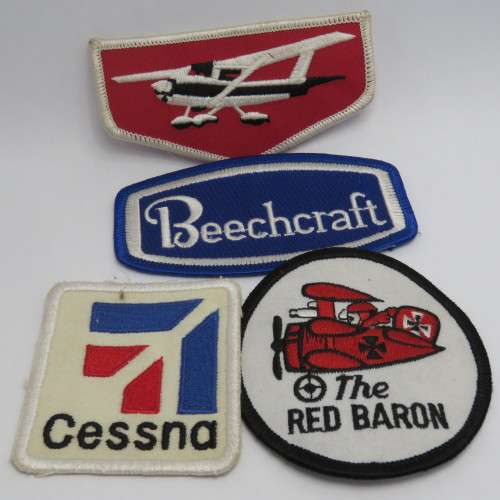 Beechcraft
Cessna
The
RED BARON